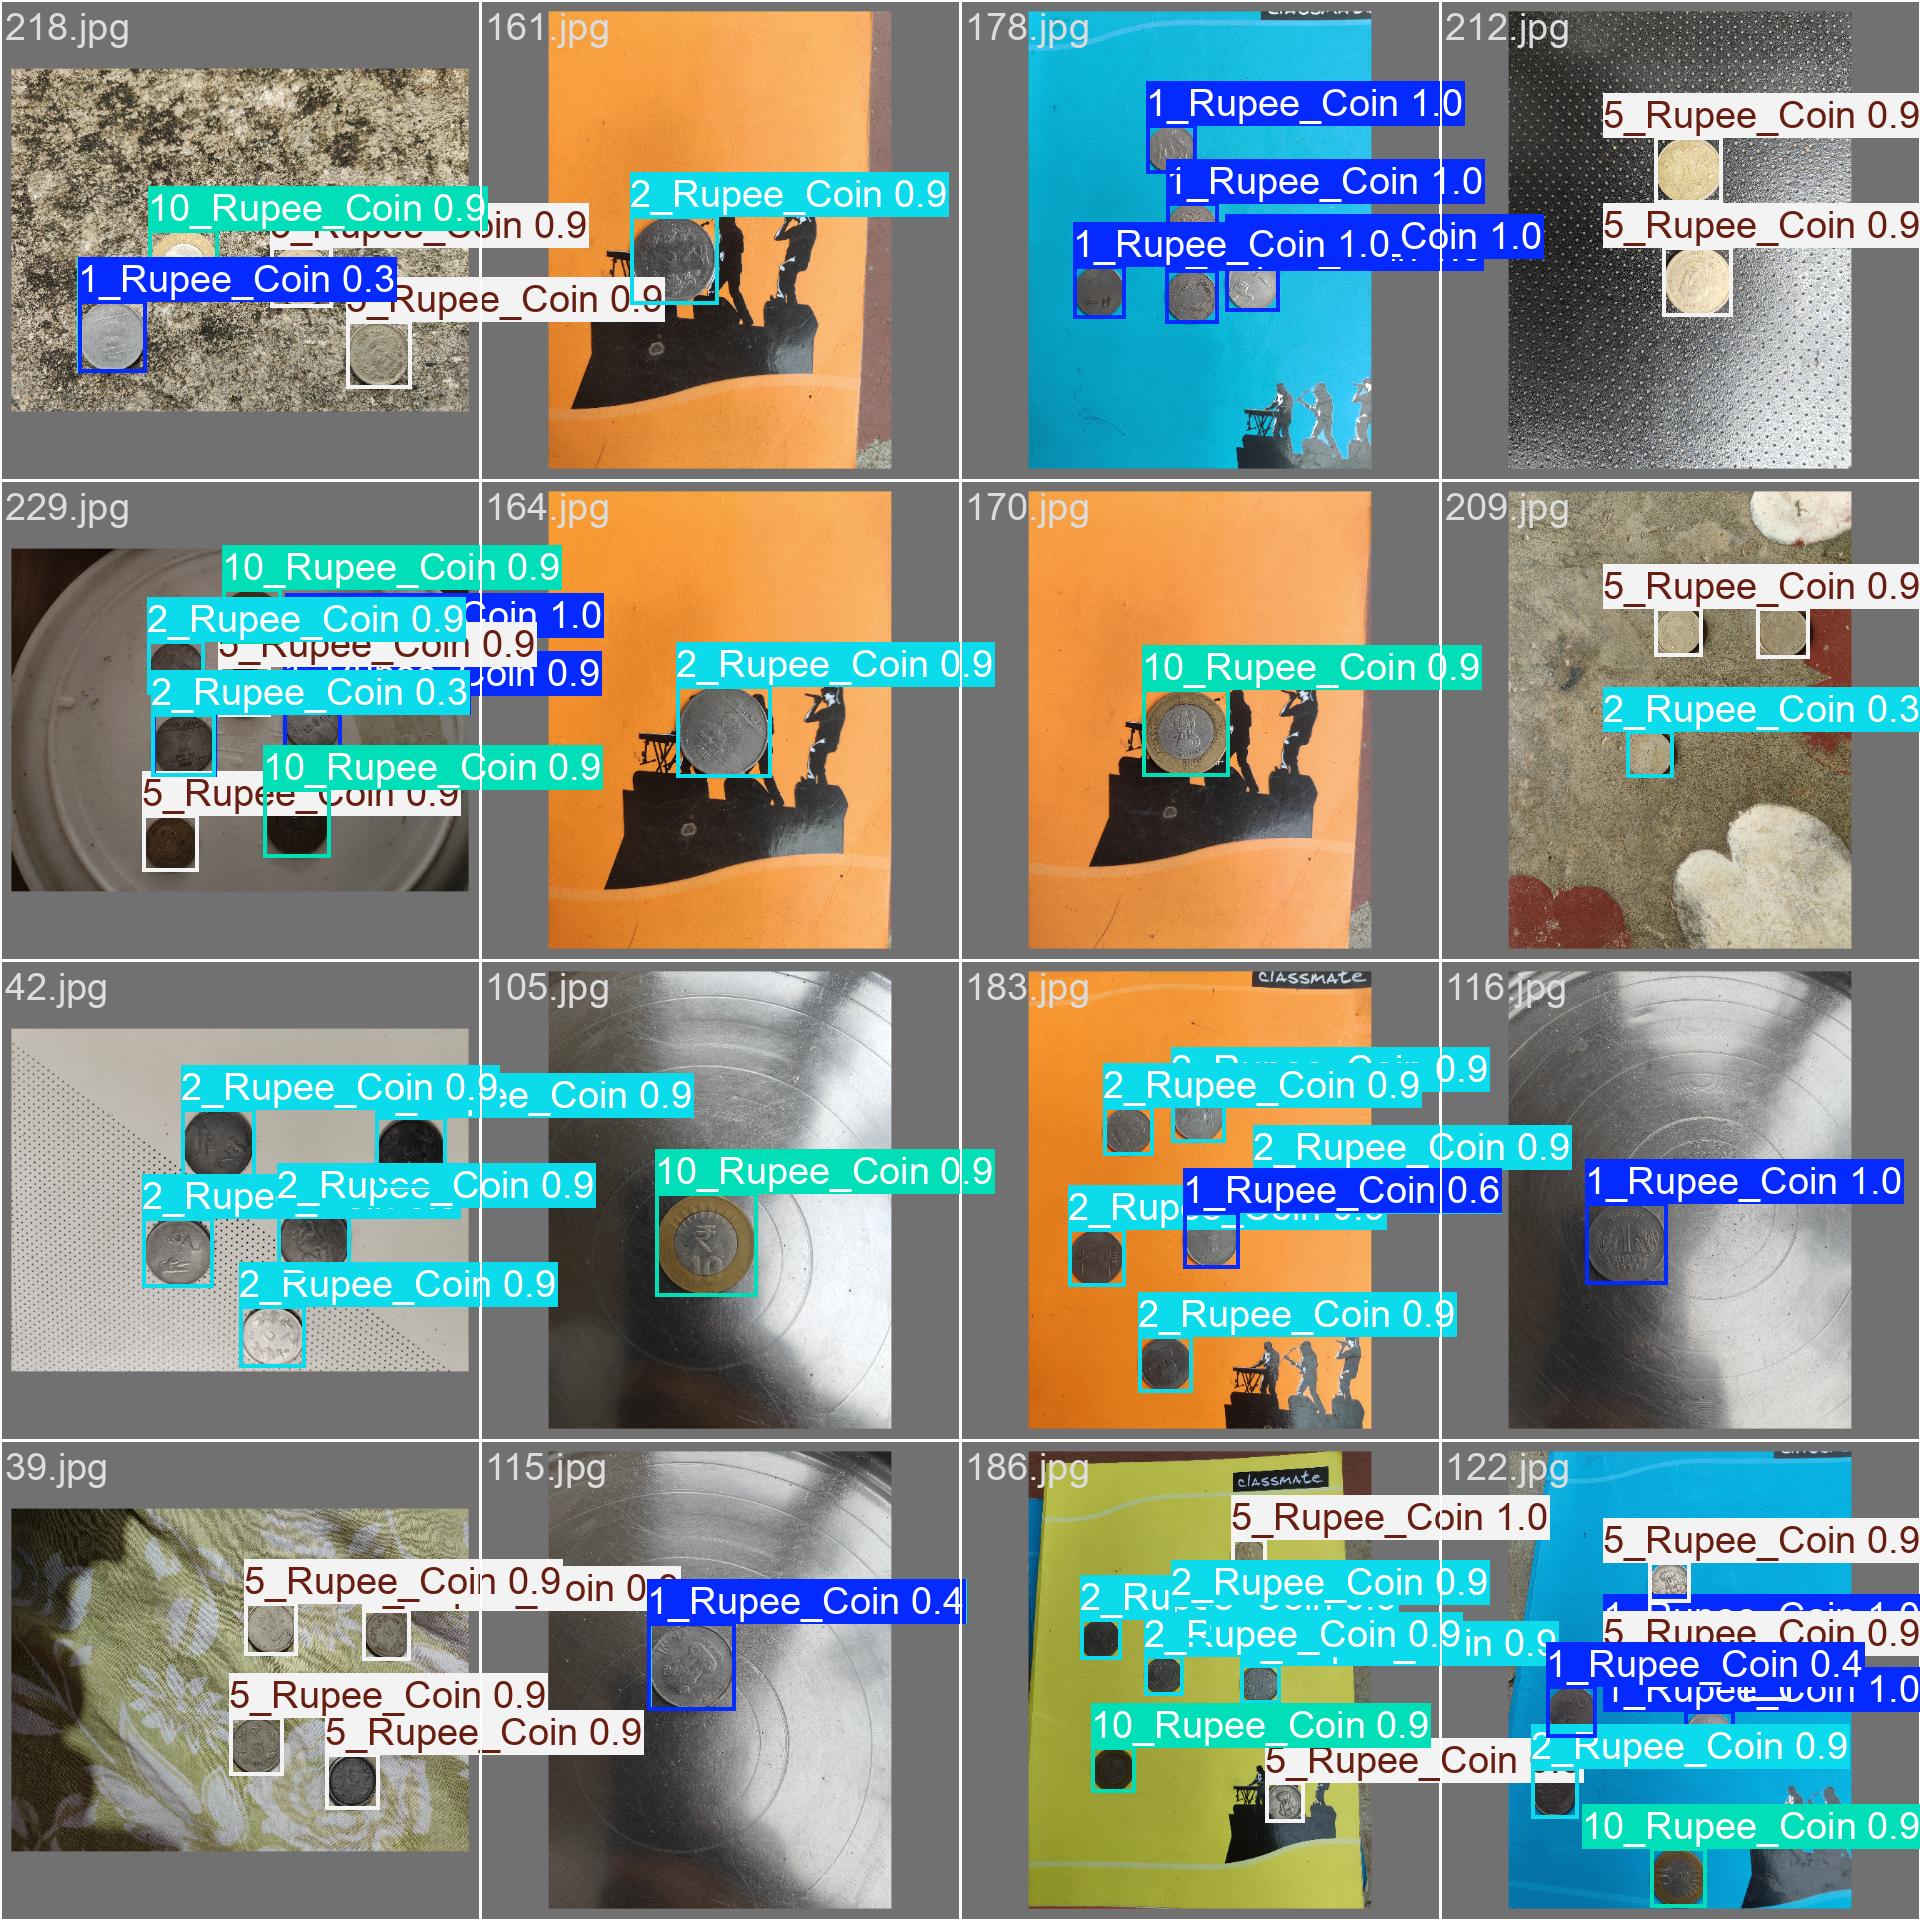 218.jpg
10_Rupee_Coin 0.9
oin 0.9
1_Rupee_Coin 0.3
5_Rupee_Coin 0.9
161.jpg
2_Rupee_Coin 0.9
178.jpg
1_Rupee_Coin 1.0
1_Rupee_Coin 1.0
1_Rupee_Coin 1.0
Coin 1.0
212.jpg
5_Rupee_Coin 0.9
5_Rupee_Coin 0.9
229.jpg
10_Rupee_Coin 0.9
2_Rupee_Coin 0.9
Coin 1.0
5_Rupee_Coin 0.9
oin 0.9
2_Rupee_Coin 0.3
10_Rupee_Coin 0.9
5_Rupee_Coin 0.9
164.jpg
2_Rupee_Coin 0.9
170.jpg
10_Rupee_Coin 0.9
209.jpg
5_Rupee_Coin 0.9
2_Rupee_Coin 0.3
42.jpg
2_Rupee_Coin 0.9
ee_Coin 0.9
2_Rupe
2_Rupee_Coin 0.9
2_Rupee_Coin 0.9
105.jpg
10_Rupee_Coin 0.9
183.jpg
classmate
2_Rupee_Coin 0.9
2_Rupee_Coin 0.9
2_Rupee_Coin 0.9
1_Rupee_Coin 0.6
2_Rup
2_Rupee_Coin 0.9
116.jpg
1_Rupee_Coin 1.0
39.jpg
5_Rupee_Coin 0.9
oin 0.9
5_Rupee_Coin 0.9
5_Rupee_Coin 0.9
115.jpg
1_Rupee_Coin 0.4
186.jpg
classmate
5_Rupee_Coin 1.0
2_Rupee_Coin 0.9
2_Ru
2_Rupee_Coin 0.9
in 0.9
10_Rupee_Coin 0.9
5_Rupee_Coin
122.jpg
5_Rupee_Coin 0.9
5_Rupee_Coin 0.9
1_Rupee_Coin 0.4
1_Rupee_Coin 1.0
2_Rupee_Coin 0.9
10_Rupee_Coin 0.9